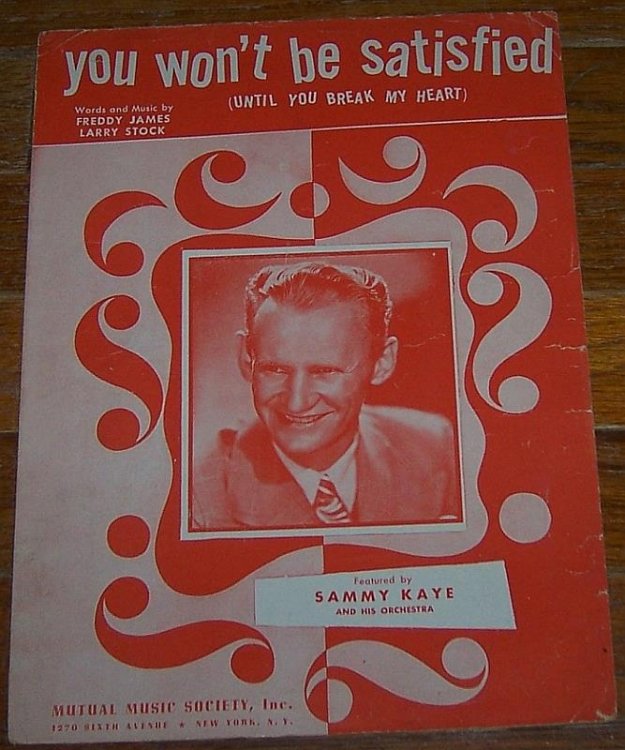 you won't be satisfied
(UNTIL YOU BREAK MY HEART)
Words and Music by
FREDDY JAMES
LARRY STOCK
Featured by
SAMMY KAYE
AND HIS ORCHESTRA
MUTUAL MUSIC SOCIETY, Inc.
1270 SIXTH AVENUE ★ NEW YORK, N. Y.